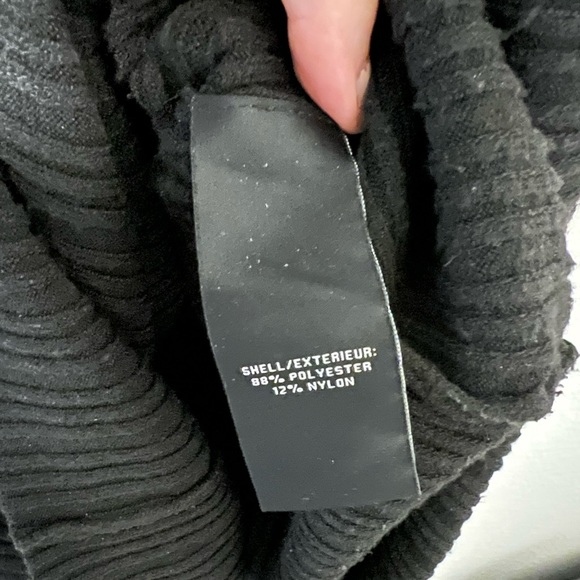 SHELL/EXTERIEUR:
88% POLYESTER
12% NYLON